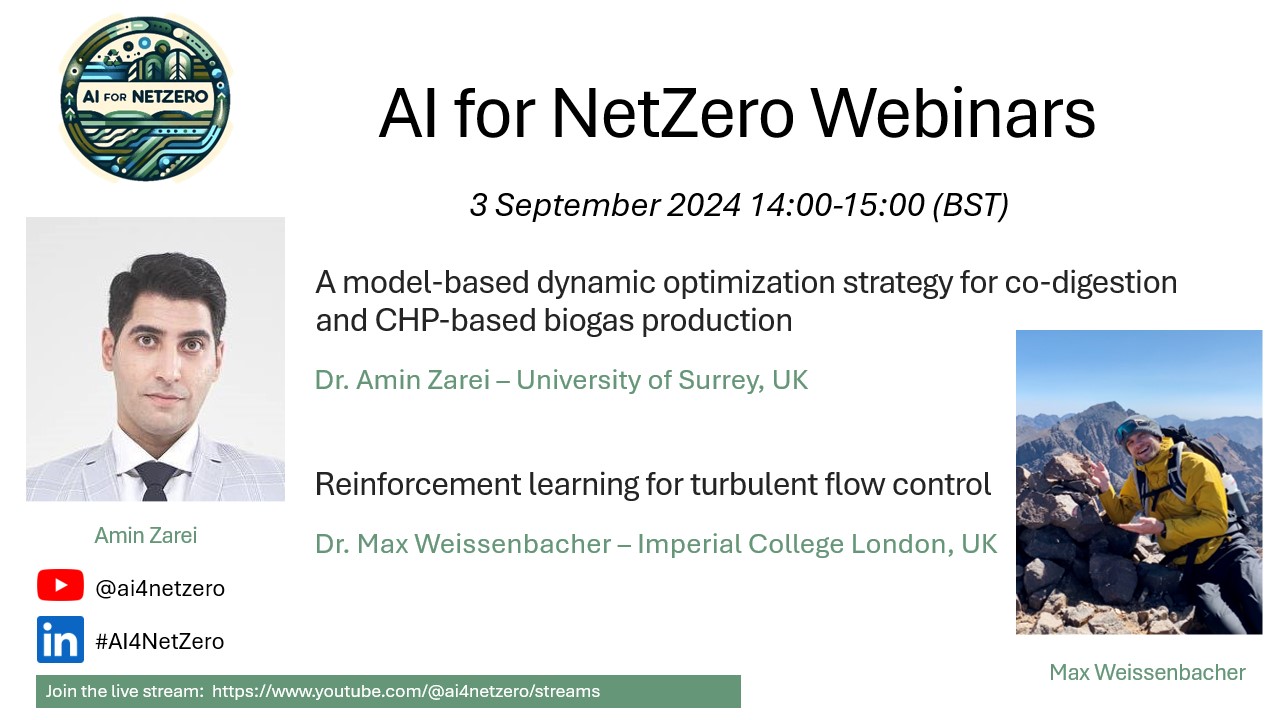 AI FOR NETZERO
AI for NetZero Webinars
3 September 2024 14:00-15:00 (BST)
A model-based dynamic optimization strategy for co-digestion
and CHP-based biogas production
Dr. Amin Zarei – University of Surrey, UK
Reinforcement learning for turbulent flow control
Dr. Max Weissenbacher – Imperial College London, UK
Amin Zarei
@ai4netzero
in
#AI4NetZero
Join the live stream: https://www.youtube.com/@ai4netzero/streams
Max Weissenbacher